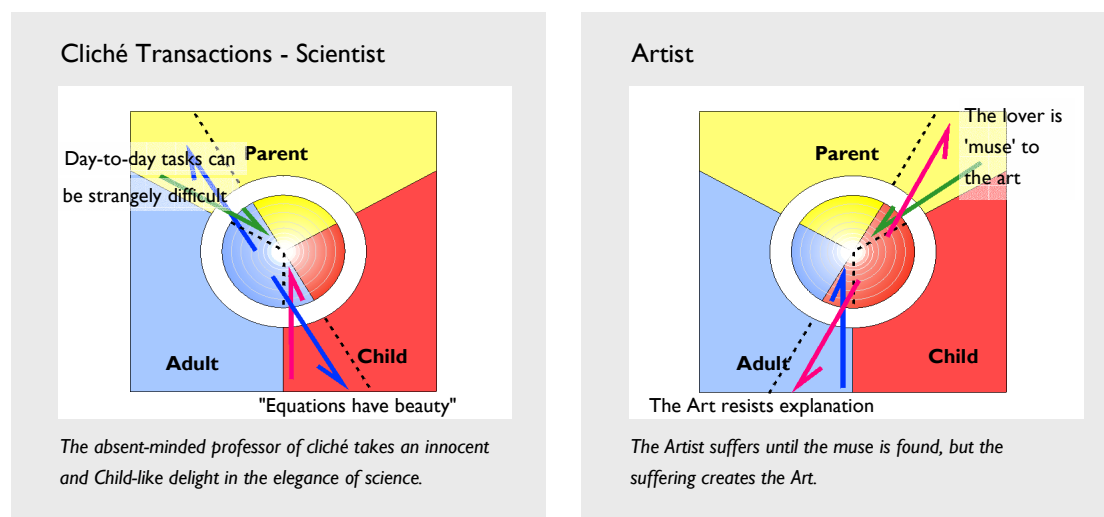 Cliché Transactions - Scientist
Day-to-day tasks can
be strangely difficult
Parent
Adult
Child
"Equations have beauty"
The absent-minded professor of cliché takes an innocent
and Child-like delight in the elegance of science.
Artist
The lover is
'muse' to
the art
Parent
Adult
Child
The Art resists explanation
The Artist suffers until the muse is found, but the
suffering creates the Art.